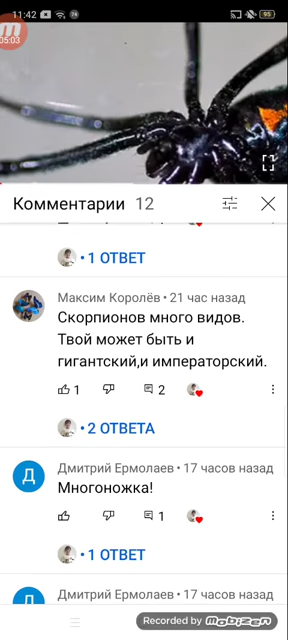 11:42
74
95
05:03
Комментарии 12
• 1 ОТВЕТ
Максим Королёв • 21 час назад
Скорпионов много видов.
Твой может быть и
гигантский,и императорский.
1
2
• 2 ОТВЕТА
Д
Дмитрий Ермолаев • 17 часов назад
Многоножка!
1
• 1 ОТВЕТ
Дмитрий Ермолаев • 17 часов назад
Recorded by mobizen